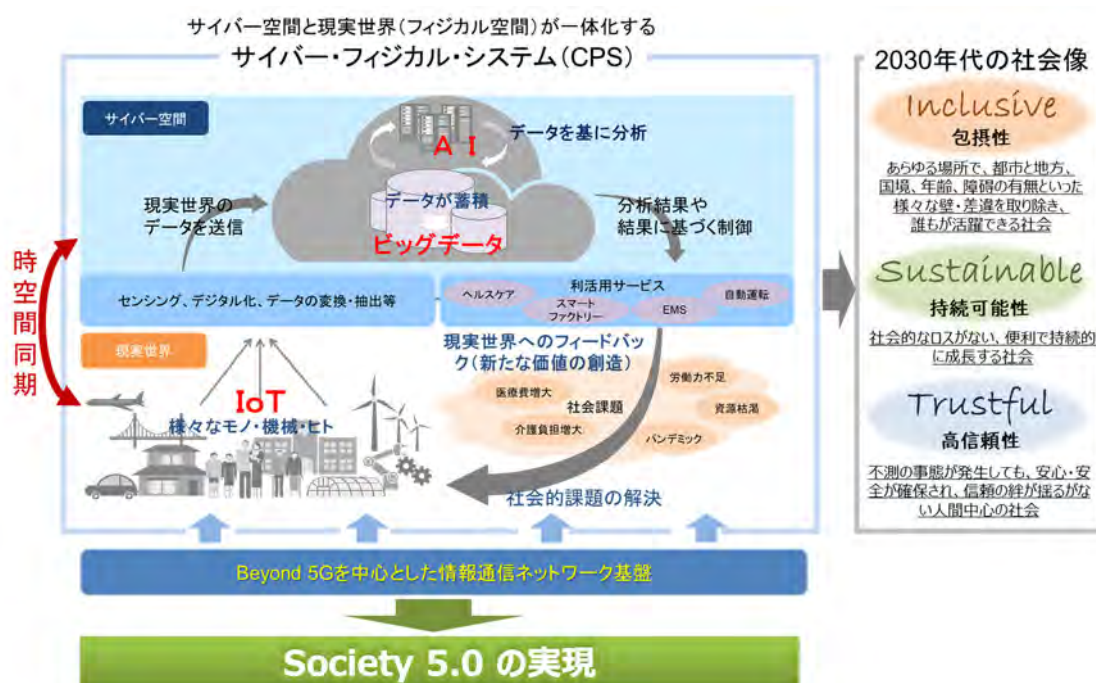 サイバー空間と現実世界(フィジカル空間)が一体化する
サイバー・フィジカル・システム(CPS)
サイバー空間
AI
データを基に分析
現実世界の
データを送信
データが蓄積
ビッグデータ
分析結果や
結果に基づく制御
時空間同期
センシング、デジタル化、データの変換・抽出等
利活用サービス
ヘルスケア
スマート
ファクトリー
EMS
自動運転
現実世界
IoT
様々なモノ・機械・ヒト
現実世界へのフィードバッ
ク(新たな価値の創造)
医療費増大
社会課題
介護負担増大
労働力不足
資源枯渇
パンデミック
社会的課題の解決
Beyond 5Gを中心とした情報通信ネットワーク基盤
Society 5.0 の実現
2030年代の社会像
Inclusive
包摂性
あらゆる場所で、都市と地方、
国境、年齢、障碍の有無といった
様々な壁・差違を取り除き、
誰もが活躍できる社会
Sustainable
持続可能性
社会的なロスがない、便利で持続的
に成長する社会
Trustful
高信頼性
不測の事態が発生しても、安心・安
全が確保され、信頼の絆が揺るがな
い人間中心の社会